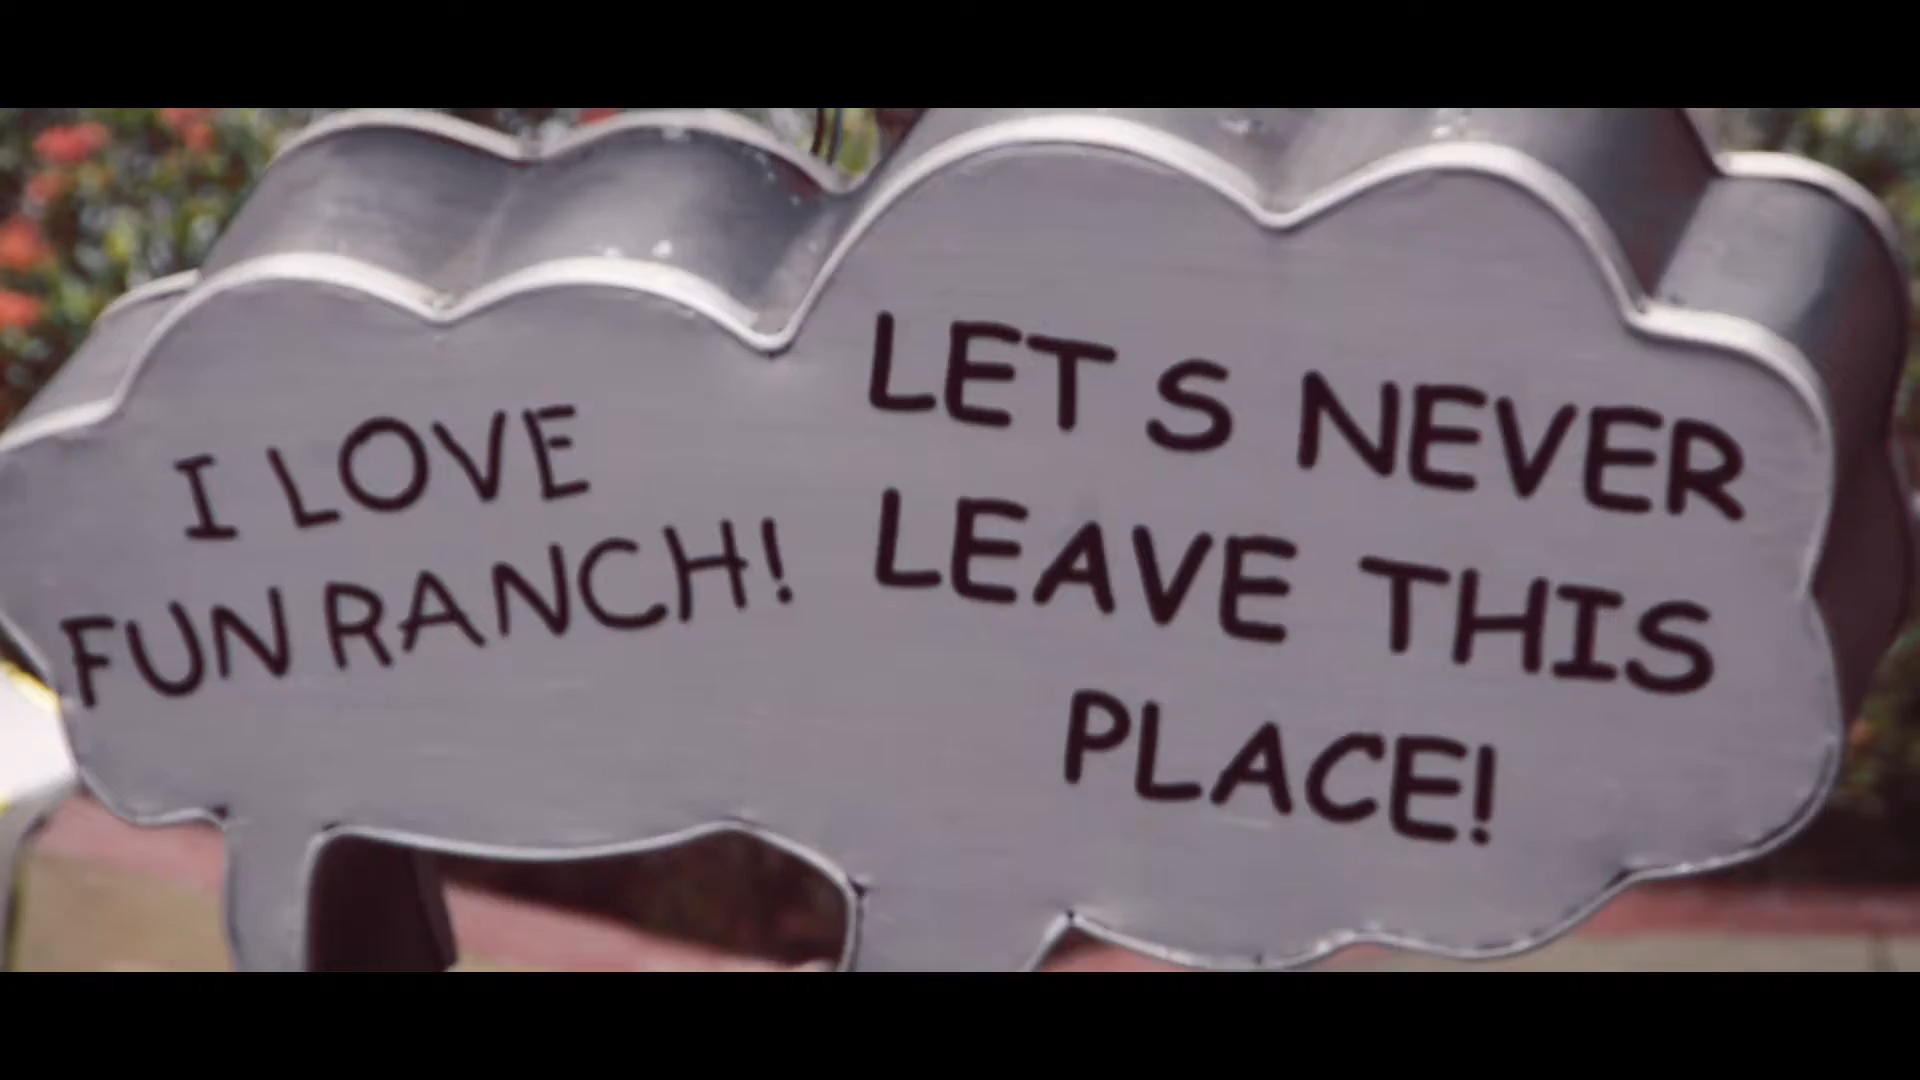 I LOVE
FUN RANCH!
LET S NEVER
LEAVE THIS
PLACE!